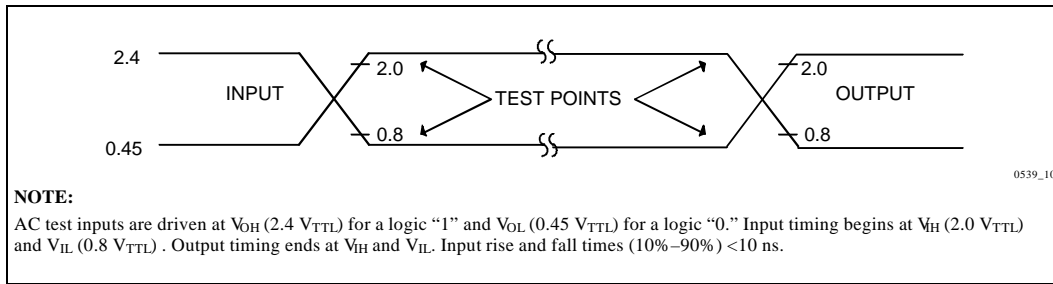 2.4
2.0
2.0
INPUT
TEST POINTS
OUTPUT
0.8
0.8
0.45
0539_10
NOTE:
AC test inputs are driven at VOH (2.4 VTTL) for a logic “1” and VOL (0.45 VTTL) for a logic “0.” Input timing begins at VIH (2.0 VTTL)
and VIL (0.8 VTTL) . Output timing ends at VIH and VIL. Input rise and fall times (10%–90%) <10 ns.